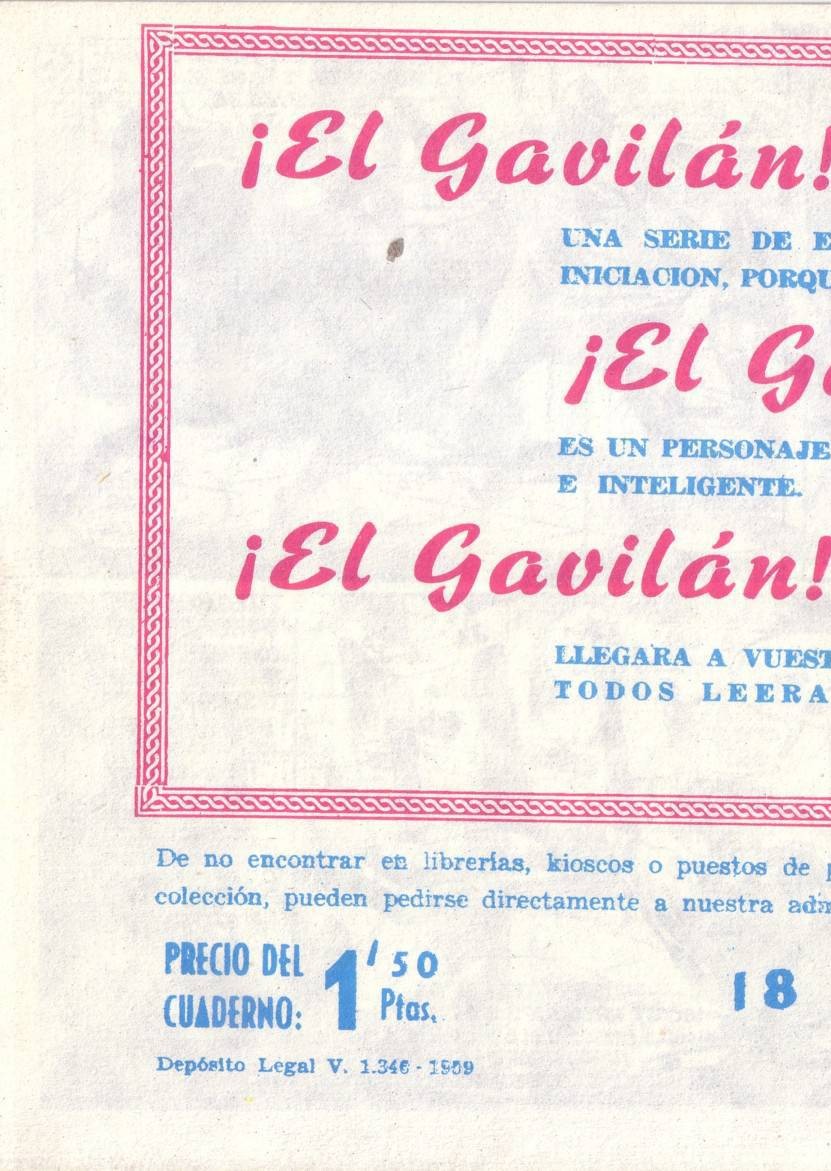 ¡El Gavilán!
UNA SERIE DE E
INICIACION, PORQU
¡El Ga
ES UN PERSONAJE
E INTELIGENTE.
¡El Gavilán!
LLEGARA A VUEST
TODOS LEERA
De no encontrar en librerías, kioscos o puestos de p
colección, pueden pedirse directamente a nuestra adm
PRECIO DEL CUADERNO: 1'50 Ptas.
18
Depósito Legal V. 1.346 - 1959